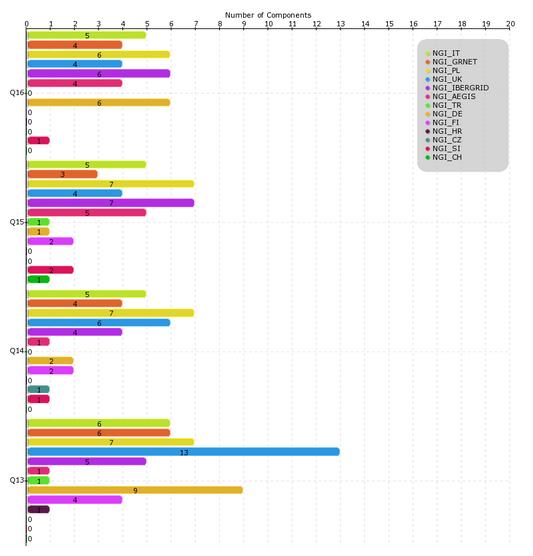 Number of Components
0 1 2 3 4 5 6 7 8 9 10 11 12 13 14 15 16 17 18 19 20
NGI_IT
NGI_GRNET
NGI_PL
NGI_UK
NGI_IBERGRID
NGI_AEGIS
NGI_TR
NGI_DE
NGI_FI
NGI_HR
NGI_CZ
NGI_SI
NGI_CH
5
4
6
4
6
4
Q16 0
6
0
0
0
1
0
5
3
7
4
7
5
Q15 1
1
2
0
0
2
1
5
4
7
6
4
1
Q14 0
2
2
0
1
1
0
6
6
7
13
5
1
Q13 1
9
4
1
0
0
0